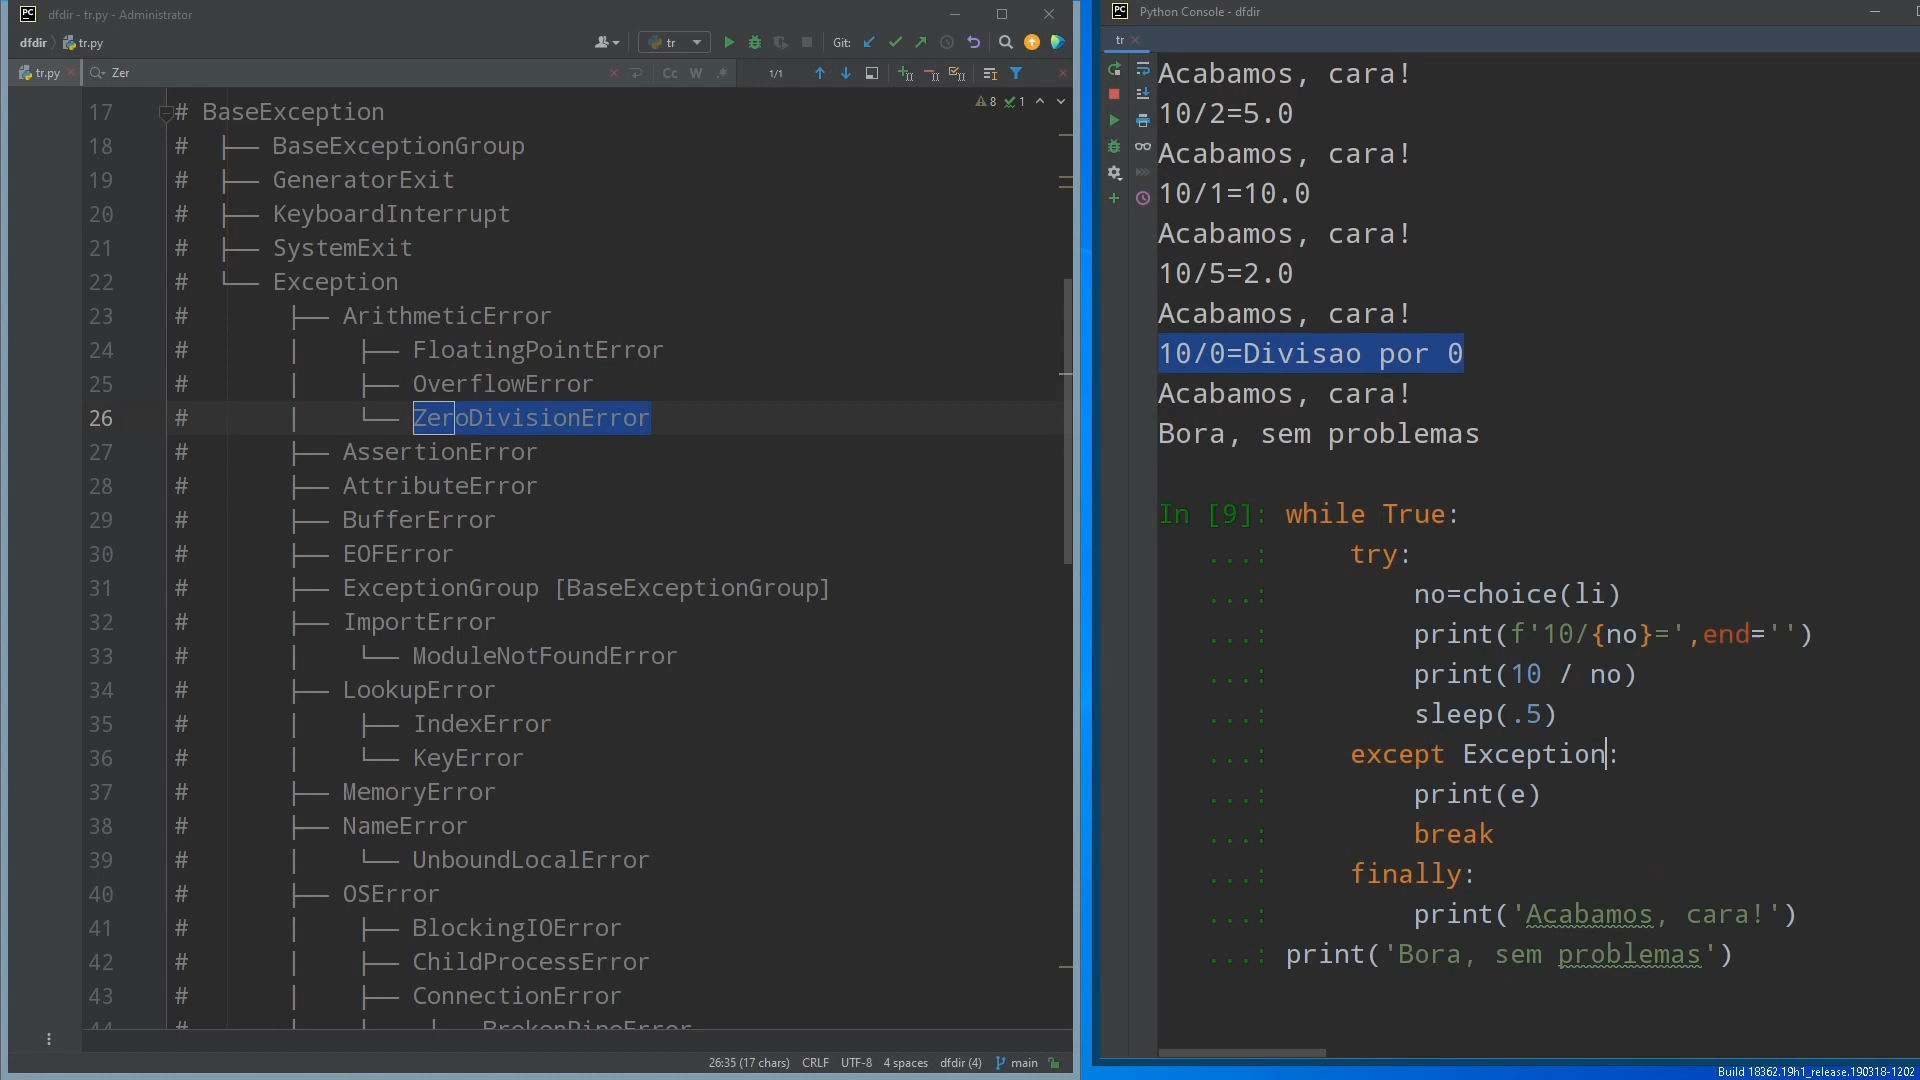 dfdir - tr.py - Administrator
dfdir
tr.py
tr
Git:
tr.py
Zer
Cc
W
.*
1/1
8
1
17 # BaseException
18 # ├── BaseExceptionGroup
19 # ├── GeneratorExit
20 # ├── KeyboardInterrupt
21 # ├── SystemExit
22 # └── Exception
23 #      ├── ArithmeticError
24 #      │    ├── FloatingPointError
25 #      │    ├── OverflowError
26 #      │    └── ZeroDivisionError
27 #      ├── AssertionError
28 #      ├── AttributeError
29 #      ├── BufferError
30 #      ├── EOFError
31 #      ├── ExceptionGroup [BaseExceptionGroup]
32 #      ├── ImportError
33 #      │    └── ModuleNotFoundError
34 #      ├── LookupError
35 #      │    ├── IndexError
36 #      │    └── KeyError
37 #      ├── MemoryError
38 #      ├── NameError
39 #      │    └── UnboundLocalError
40 #      ├── OSError
41 #      │    ├── BlockingIOError
42 #      │    ├── ChildProcessError
43 #      │    ├── ConnectionError
44 #      │    │    ├── BrokenPipeError
26:35 (17 chars) CRLF UTF-8 4 spaces dfdir (4) main
Python Console - dfdir
tr
Acabamos, cara!
10/2=5.0
Acabamos, cara!
10/1=10.0
Acabamos, cara!
10/5=2.0
Acabamos, cara!
10/0=Divisao por 0
Acabamos, cara!
Bora, sem problemas
In [9]: while True:
...:     try:
...:         no=choice(li)
...:         print(f'10/{no}=',end='')
...:         print(10 / no)
...:         sleep(.5)
...:     except Exception:
...:         print(e)
...:         break
...:     finally:
...:         print('Acabamos, cara!')
...: print('Bora, sem problemas')
Build 18362.19h1_release.190318-1202